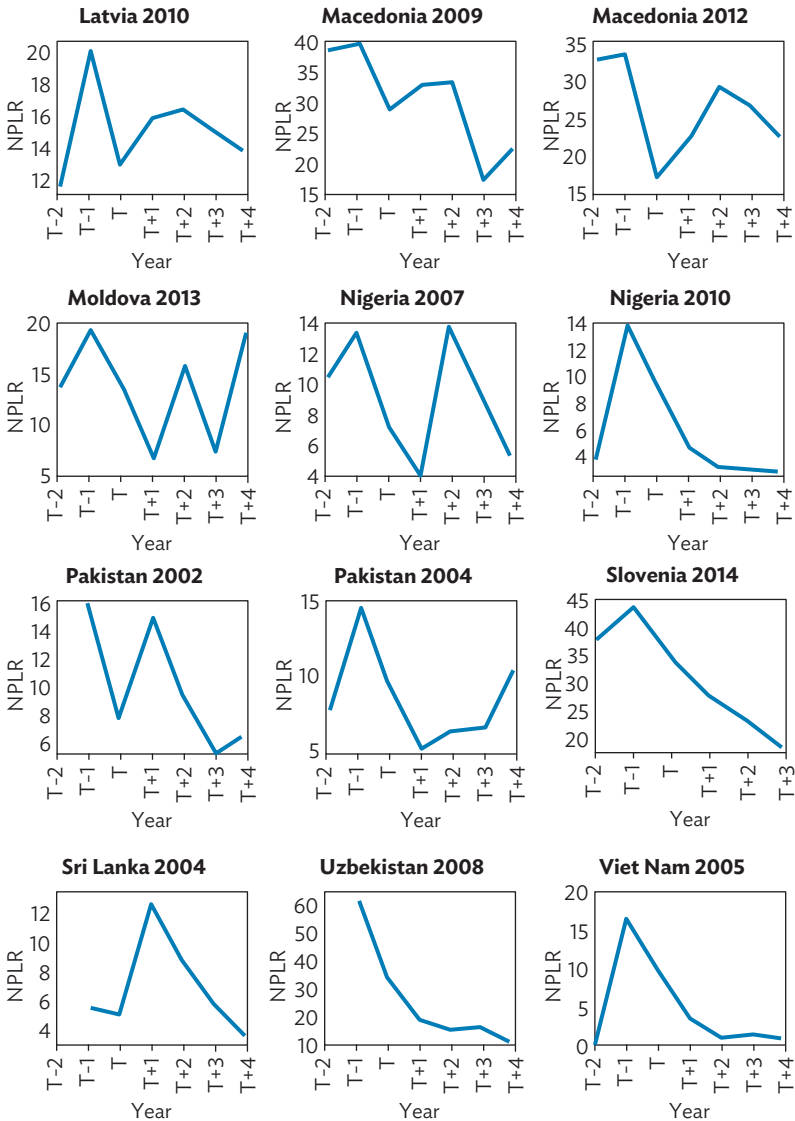 Latvia 2010
NPLR
20
18
16
14
12
T-2 T-1 T T+1 T+2 T+3 T+4
Year
Macedonia 2009
NPLR
40
35
30
25
20
15
T-2 T-1 T T+1 T+2 T+3 T+4
Year
Macedonia 2012
NPLR
35
30
25
20
15
T-2 T-1 T T+1 T+2 T+3 T+4
Year
Moldova 2013
NPLR
20
15
10
5
T-2 T-1 T T+1 T+2 T+3 T+4
Year
Nigeria 2007
NPLR
14
12
10
8
6
4
T-2 T-1 T T+1 T+2 T+3 T+4
Year
Nigeria 2010
NPLR
14
12
10
8
6
4
T-2 T-1 T T+1 T+2 T+3 T+4
Year
Pakistan 2002
NPLR
16
14
12
10
8
6
T-2 T-1 T T+1 T+2 T+3 T+4
Year
Pakistan 2004
NPLR
15
10
5
T-2 T-1 T T+1 T+2 T+3 T+4
Year
Slovenia 2014
NPLR
45
40
35
30
25
20
T-2 T-1 T T+1 T+2 T+3
Year
Sri Lanka 2004
NPLR
12
10
8
6
4
T-2 T-1 T T+1 T+2 T+3 T+4
Year
Uzbekistan 2008
NPLR
60
50
40
30
20
10
T-2 T-1 T T+1 T+2 T+3 T+4
Year
Viet Nam 2005
NPLR
20
15
10
5
0
T-2 T-1 T T+1 T+2 T+3 T+4
Year